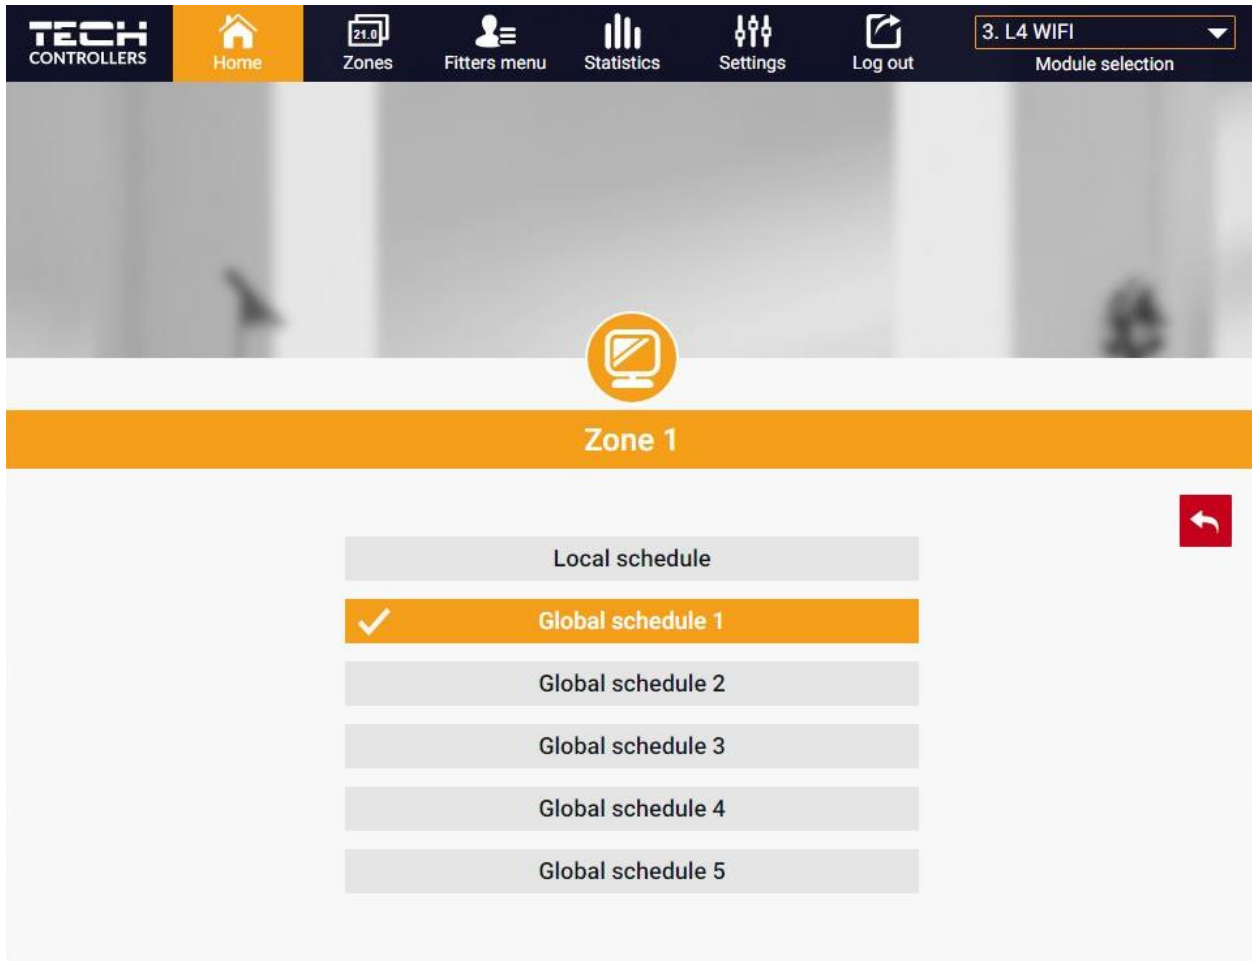 TECH
CONTROLLERS
Home
21.0
Zones
Fitters menu
Statistics
Settings
Log out
3. L4 WIFI
Module selection
Zone 1
Local schedule
Global schedule 1
Global schedule 2
Global schedule 3
Global schedule 4
Global schedule 5